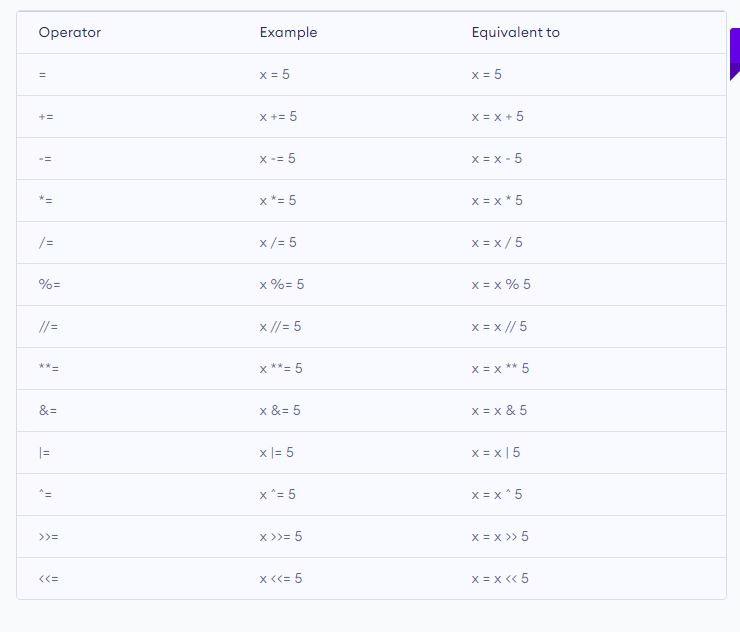 Operator Example Equivalent to
= x = 5 x = 5
+= x += 5 x = x + 5
-= x -= 5 x = x - 5
*= x *= 5 x = x * 5
/= x /= 5 x = x / 5
%= x %= 5 x = x % 5
//= x //= 5 x = x // 5
**= x **= 5 x = x ** 5
&= x &= 5 x = x & 5
|= x |= 5 x = x | 5
^= x ^= 5 x = x ^ 5
>>= x >>= 5 x = x >> 5
<<= x <<= 5 x = x << 5